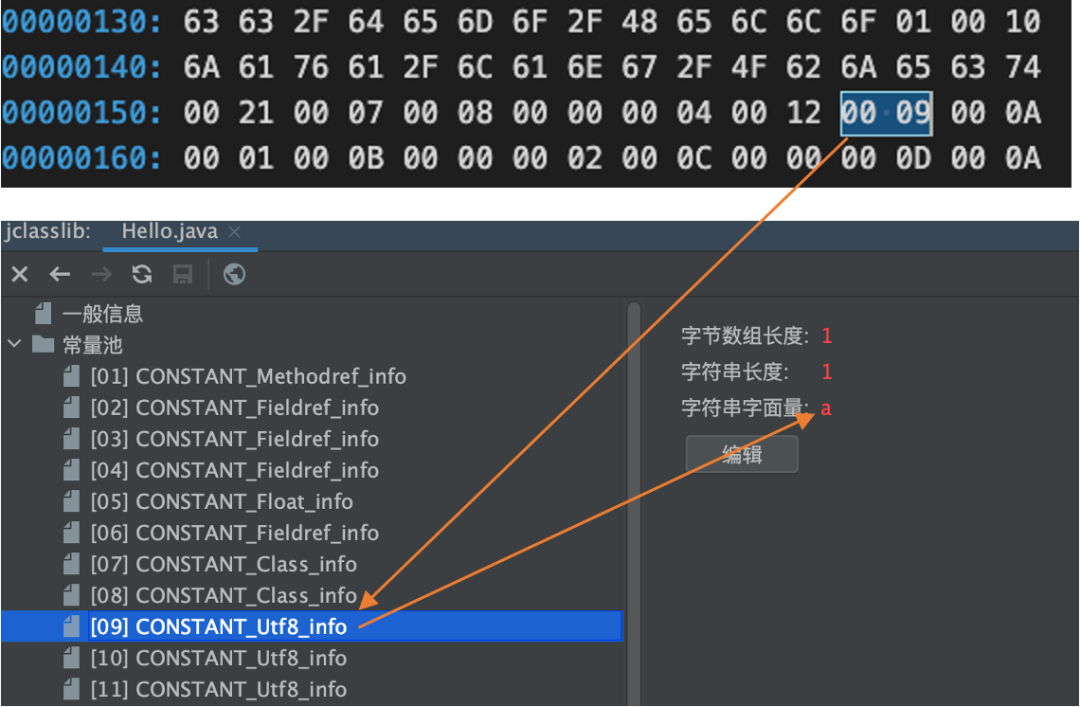 00000130: 63 63 2F 64 65 6D 6F 2F 48 65 6C 6C 6F 01 00 10
00000140: 6A 61 76 61 2F 6C 61 6E 67 2F 4F 62 6A 65 63 74
00000150: 00 21 00 07 00 08 00 00 00 04 00 12 00 09 00 0A
00000160: 00 01 00 0B 00 00 00 02 00 0C 00 00 00 0D 00 0A
jclasslib: Hello.java
一般信息
常量池
[01] CONSTANT_Methodref_info
[02] CONSTANT_Fieldref_info
[03] CONSTANT_Fieldref_info
[04] CONSTANT_Fieldref_info
[05] CONSTANT_Float_info
[06] CONSTANT_Fieldref_info
[07] CONSTANT_Class_info
[08] CONSTANT_Class_info
[09] CONSTANT_Utf8_info
[10] CONSTANT_Utf8_info
[11] CONSTANT_Utf8_info
字节数组长度: 1
字符串长度: 1
字符串字面量: a
编辑